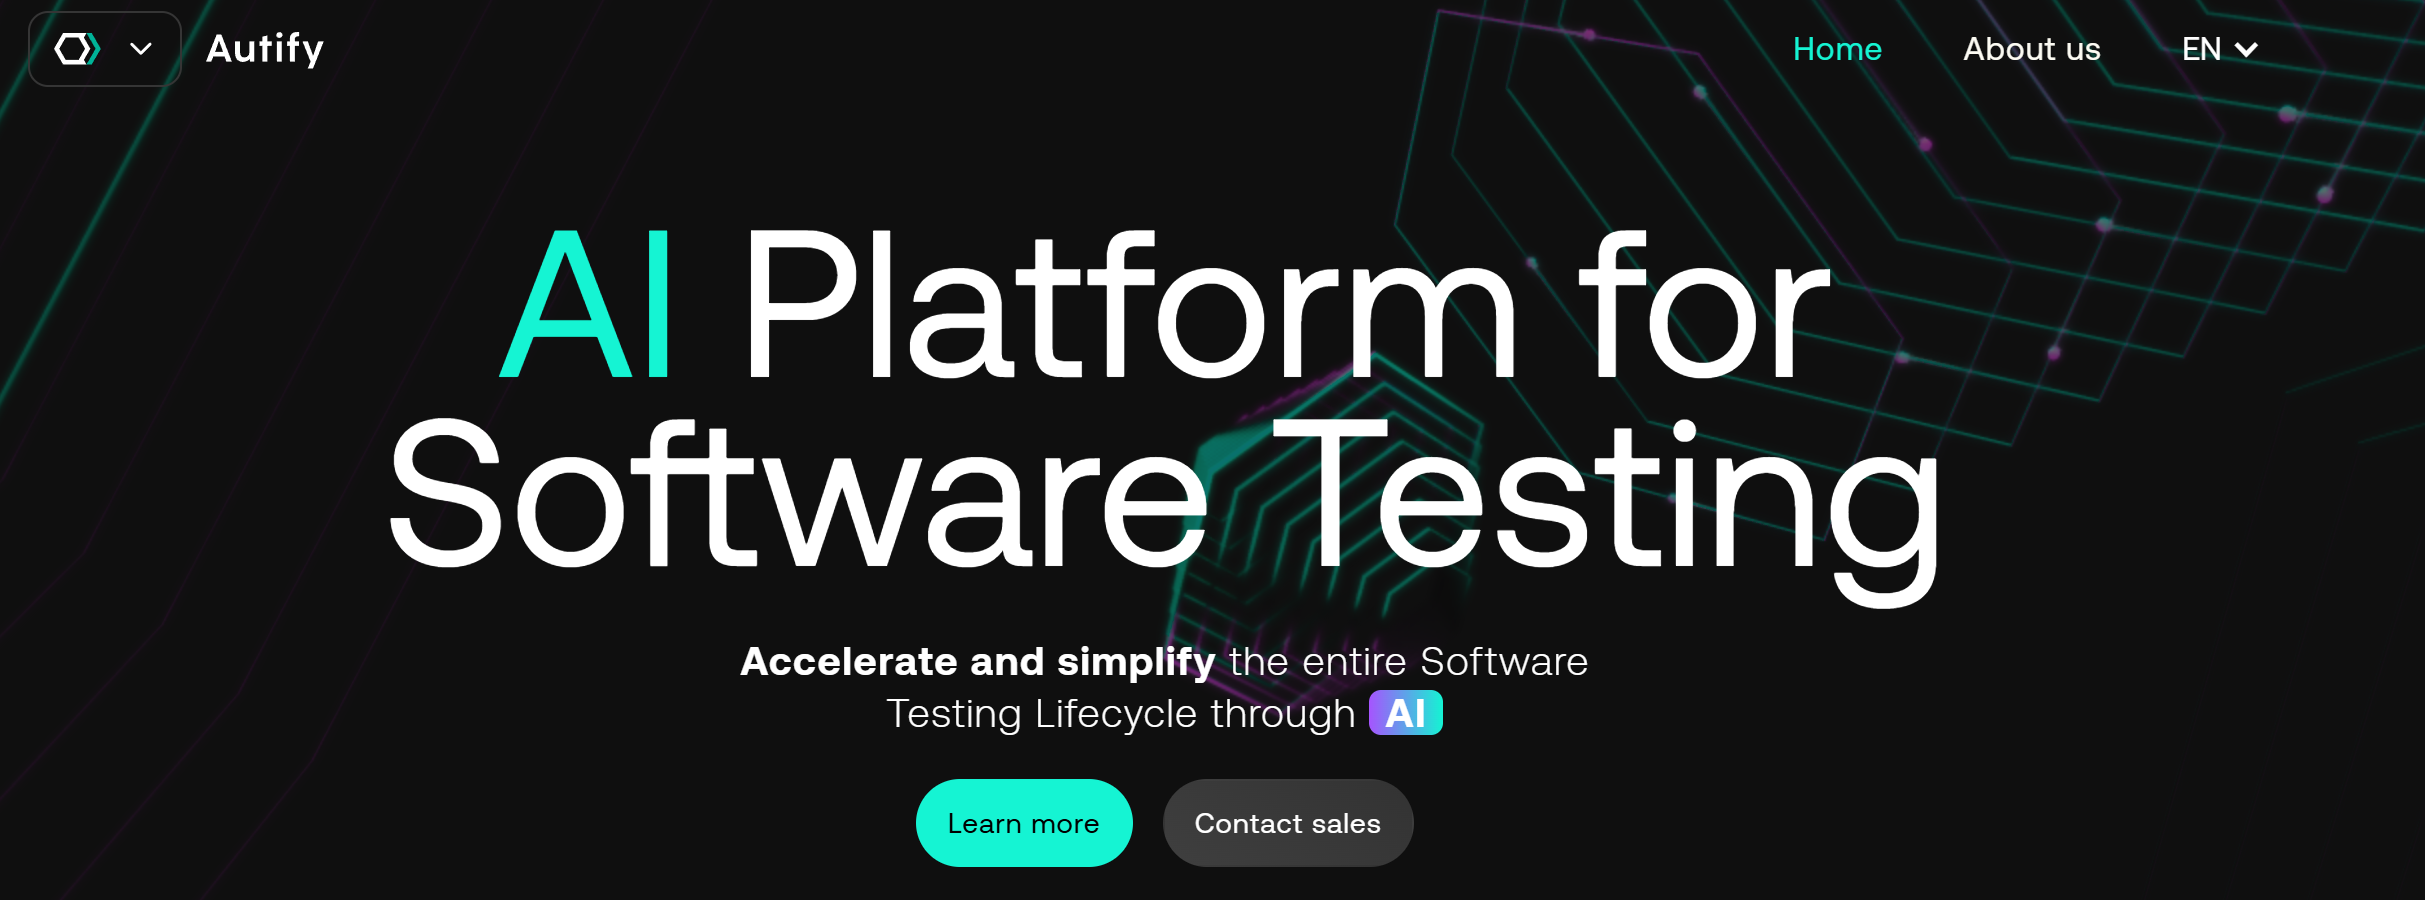 Autify
Home
About us
EN
AI Platform for
Software Testing
Accelerate and simplify the entire Software
Testing Lifecycle through AI
Learn more
Contact sales